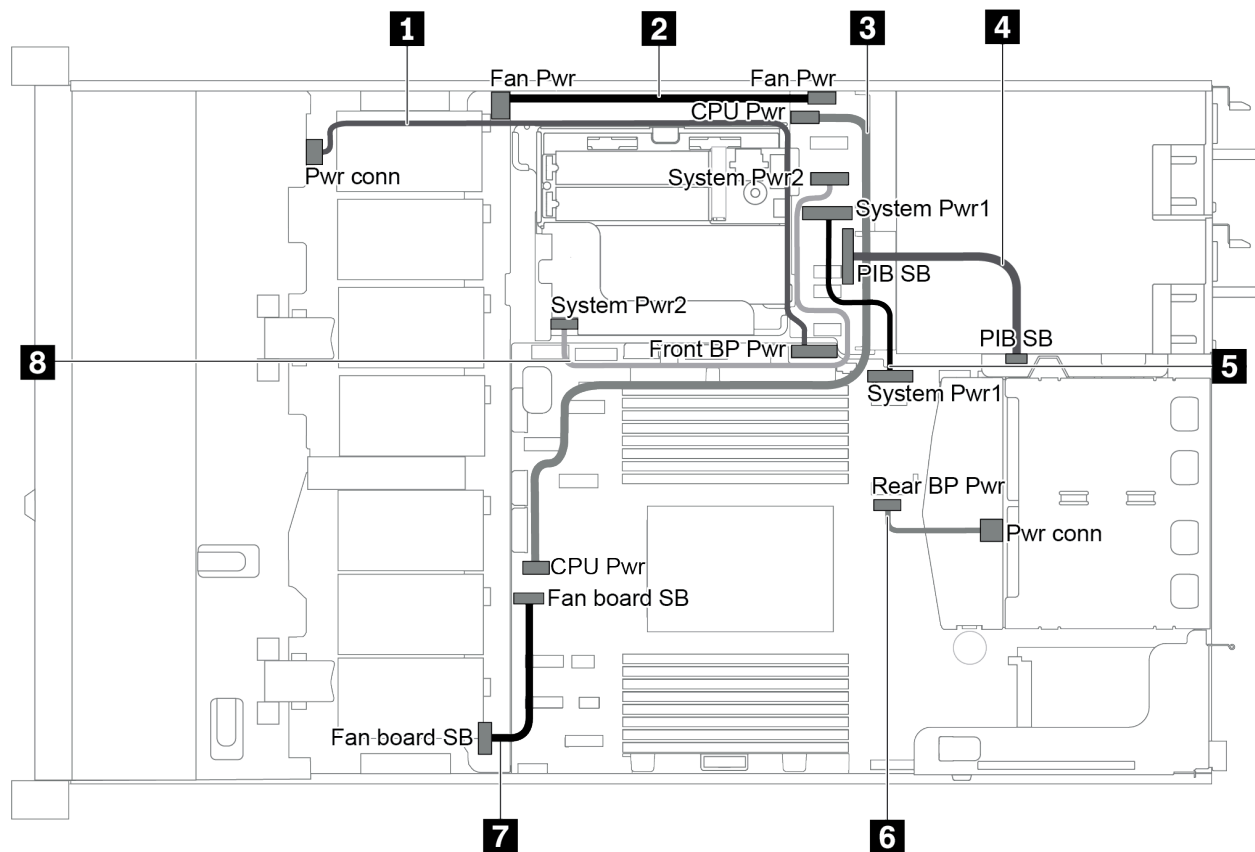 1
2
3
4
Fan Pwr
Fan Pwr
CPU Pwr
Pwr conn
System Pwr2
System Pwr1
PIB SB
System Pwr2
PIB SB
Front BP Pwr
8
5
System Pwr1
Rear BP Pwr
Pwr conn
CPU Pwr
Fan board SB
Fan board SB
7
6